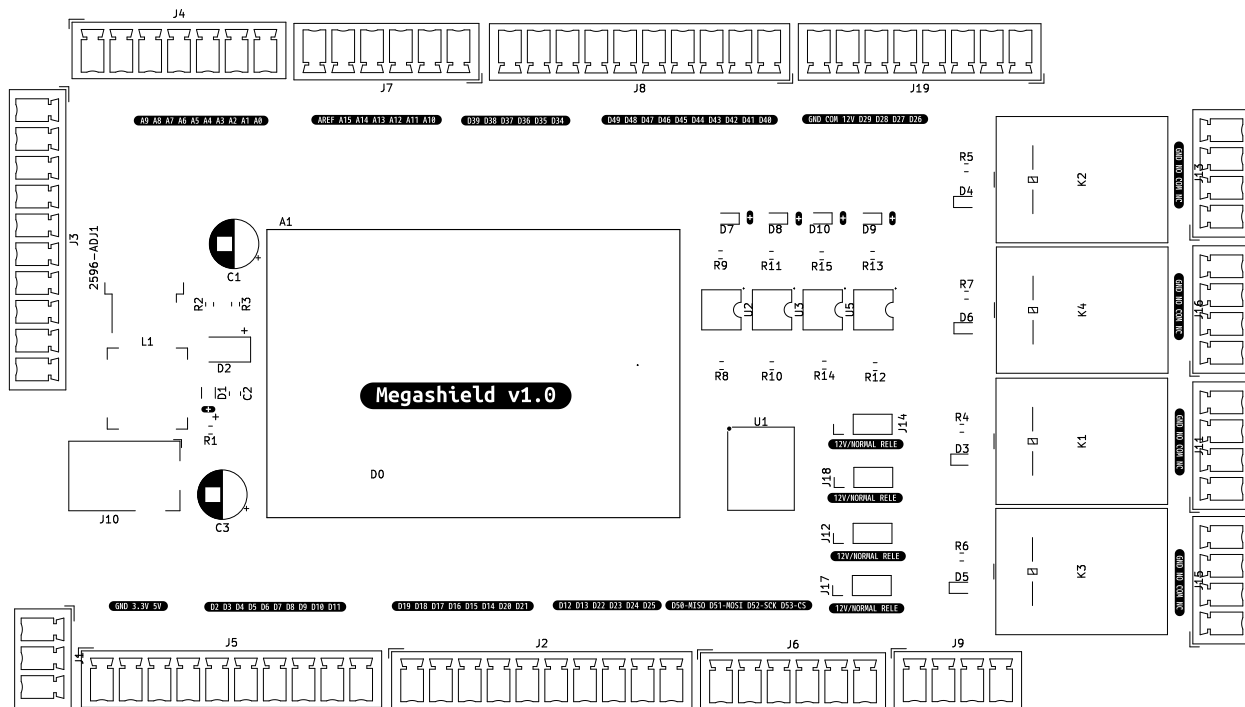 J4
J7
J8
J19
A9 A8 A7 A6 A5 A4 A3 A2 A1 A0
AREF A15 A14 A13 A12 A11 A10
D39 D38 D37 D36 D35 D34
D49 D48 D47 D46 D45 D44 D43 D42 D41 D40
GND COM 12V D29 D28 D27 D26
R5
D4
K2
GND NO COM NC
J13
J3
2596-ADJ1
C1
+
A1
D7
+
D8
+
D10
+
D9
+
R9
R11
R15
R13
R7
D6
K4
GND NO COM NC
J16
R2
R3
U2
U3
U5
L1
+
D2
R8
R10
R14
R12
D1
C2
+
+
R1
Megashield v1.0
U1
J14
12V/NORMAL RELE
R4
D3
K1
GND NO COM NC
J11
D0
J18
12V/NORMAL RELE
J10
C3
+
J12
12V/NORMAL RELE
R6
D5
K3
GND NO COM NC
J15
J17
12V/NORMAL RELE
GND 3.3V 5V
D2 D3 D4 D5 D6 D7 D8 D9 D10 D11
D19 D18 D17 D16 D15 D14 D20 D21
D12 D13 D22 D23 D24 D25
D50-MISO D51-MOSI D52-SCK D53-CS
J1
J5
J2
J6
J9